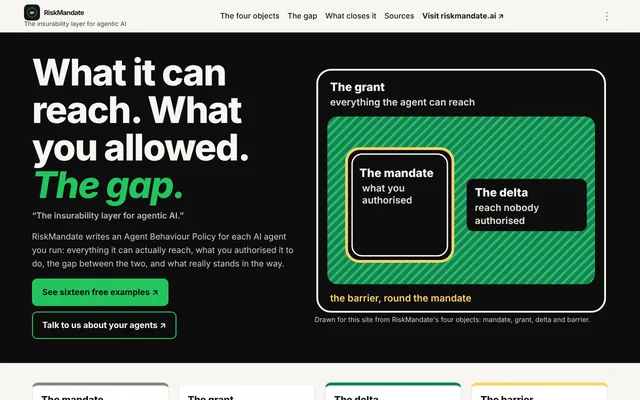 RiskMandate
The insurability layer for agentic AI
The four objects
The gap
What closes it
Sources
Visit riskmandate.ai ↗
What it can
reach. What
you allowed.
The gap.
“The insurability layer for agentic AI.”
RiskMandate writes an Agent Behaviour Policy for each AI agent
you run: everything it can actually reach, what you authorised it to
do, the gap between the two, and what really stands in the way.
See sixteen free examples ↗
Talk to us about your agents ↗
The grant
everything the agent can reach
The mandate
what you
authorised
The delta
reach nobody
authorised
the barrier, round the mandate
Drawn for this site from RiskMandate's four objects: mandate, grant, delta and barrier.
The mandate
The grant
The delta
The barrier